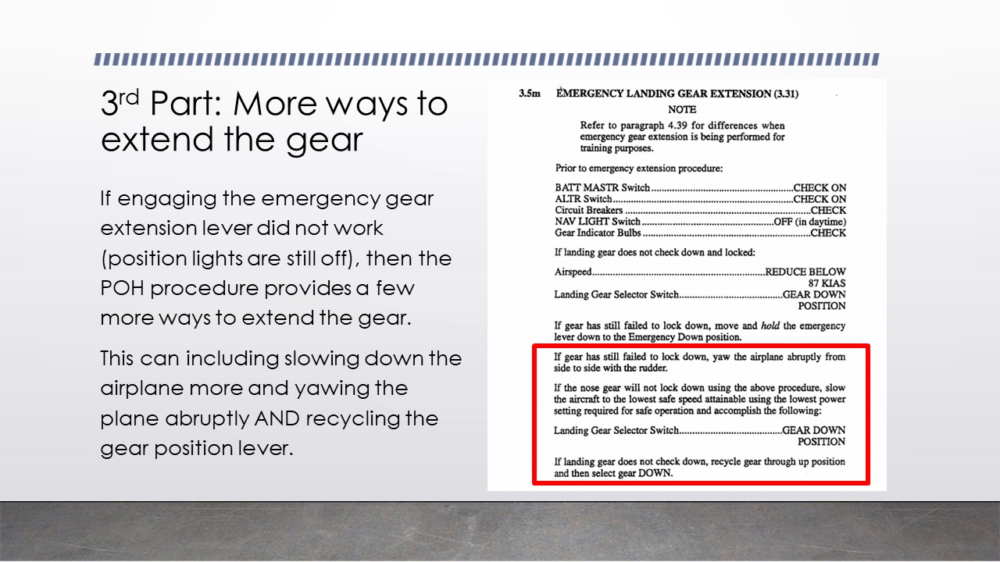 3rd Part: More ways to
extend the gear
If engaging the emergency gear
extension lever did not work
(position lights are still off), then the
POH procedure provides a few
more ways to extend the gear.
This can including slowing down the
airplane more and yawing the
plane abruptly AND recycling the
gear position lever.
3.5m EMERGENCY LANDING GEAR EXTENSION (3.31)
NOTE
Refer to paragraph 4.39 for differences when
emergency gear extension is being performed for
training purposes.
Prior to emergency extension procedure:
BATT MASTR Switch..........CHECK ON
ALTR Switch..........CHECK ON
Circuit Breakers ..........CHECK
NAV LIGHT Switch..........OFF (in daytime)
Gear Indicator Bulbs ..........CHECK
If landing gear does not check down and locked:
Airspeed..........REDUCE BELOW
87 KIAS
Landing Gear Selector Switch..........GEAR DOWN
POSITION
If gear has still failed to lock down, move and hold the emergency
lever down to the Emergency Down position.
If gear has still failed to lock down, yaw the airplane abruptly from
side to side with the rudder.
If the nose gear will not lock down using the above procedure, slow
the aircraft to the lowest safe speed attainable using the lowest power
setting required for safe operation and accomplish the following:
Landing Gear Selector Switch..........GEAR DOWN
POSITION
If landing gear does not check down, recycle gear through up position
and then select gear DOWN.